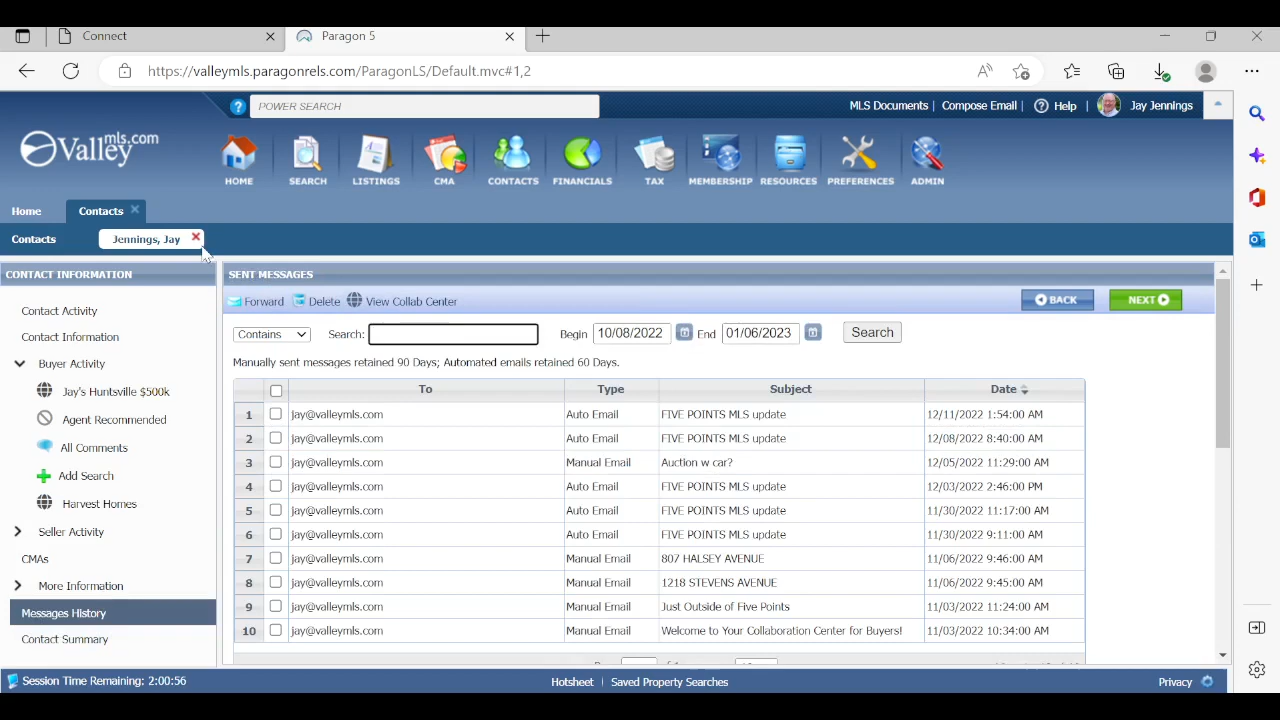 Connect
Paragon 5
https://valleymls.paragonrels.com/ParagonLS/Default.mvc#1,2
POWER SEARCH
MLS Documents | Compose Email | Help | Jay Jennings
Valleymls.com
HOME SEARCH LISTINGS CMA CONTACTS FINANCIALS TAX MEMBERSHIP RESOURCES PREFERENCES ADMIN
Home Contacts
Contacts Jennings, Jay
CONTACT INFORMATION
Contact Activity
Contact Information
Buyer Activity
Jay's Huntsville $500k
Agent Recommended
All Comments
Add Search
Harvest Homes
Seller Activity
CMAs
More Information
Messages History
Contact Summary
SENT MESSAGES
Forward Delete View Collab Center BACK NEXT
Contains Search: Begin 10/08/2022 End 01/06/2023 Search
Manually sent messages retained 90 Days; Automated emails retained 60 Days.
To Type Subject Date
1 jay@valleymls.com Auto Email FIVE POINTS MLS update 12/11/2022 1:54:00 AM
2 jay@valleymls.com Auto Email FIVE POINTS MLS update 12/08/2022 8:40:00 AM
3 jay@valleymls.com Manual Email Auction w car? 12/05/2022 11:29:00 AM
4 jay@valleymls.com Auto Email FIVE POINTS MLS update 12/03/2022 2:46:00 PM
5 jay@valleymls.com Auto Email FIVE POINTS MLS update 11/30/2022 11:17:00 AM
6 jay@valleymls.com Auto Email FIVE POINTS MLS update 11/30/2022 9:11:00 AM
7 jay@valleymls.com Manual Email 807 HALSEY AVENUE 11/06/2022 9:46:00 AM
8 jay@valleymls.com Manual Email 1218 STEVENS AVENUE 11/06/2022 9:45:00 AM
9 jay@valleymls.com Manual Email Just Outside of Five Points 11/03/2022 11:24:00 AM
10 jay@valleymls.com Manual Email Welcome to Your Collaboration Center for Buyers! 11/03/2022 10:34:00 AM
Session Time Remaining: 2:00:56 Hotsheet | Saved Property Searches Privacy